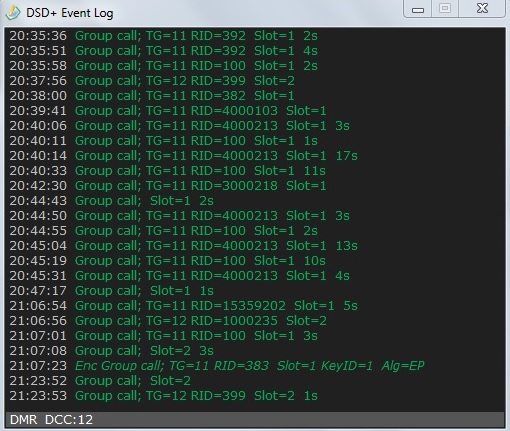 DSD+ Event Log
20:35:36 Group call; TG=11 RID=392 Slot=1 2s
20:35:51 Group call; TG=11 RID=392 Slot=1 4s
20:35:58 Group call; TG=11 RID=100 Slot=1 2s
20:37:56 Group call; TG=12 RID=399 Slot=2
20:38:00 Group call; TG=11 RID=382 Slot=1
20:39:41 Group call; TG=11 RID=4000103 Slot=1
20:40:06 Group call; TG=11 RID=4000213 Slot=1 3s
20:40:11 Group call; TG=11 RID=100 Slot=1 1s
20:40:14 Group call; TG=11 RID=4000213 Slot=1 17s
20:40:33 Group call; TG=11 RID=100 Slot=1 11s
20:42:30 Group call; TG=11 RID=3000218 Slot=1
20:44:43 Group call; Slot=1 2s
20:44:50 Group call; TG=11 RID=4000213 Slot=1 3s
20:44:55 Group call; TG=11 RID=100 Slot=1 2s
20:45:04 Group call; TG=11 RID=4000213 Slot=1 13s
20:45:19 Group call; TG=11 RID=100 Slot=1 10s
20:45:31 Group call; TG=11 RID=4000213 Slot=1 4s
20:47:17 Group call; Slot=1 1s
21:06:54 Group call; TG=11 RID=15359202 Slot=1 5s
21:06:56 Group call; TG=12 RID=1000235 Slot=2
21:07:01 Group call; TG=11 RID=100 Slot=1 3s
21:07:08 Group call; Slot=2 3s
21:07:23 Enc Group call; TG=11 RID=383 Slot=1 KeyID=1 Alg=EP
21:23:52 Group call; Slot=2
21:23:53 Group call; TG=12 RID=399 Slot=2 1s
DMR DCC:12